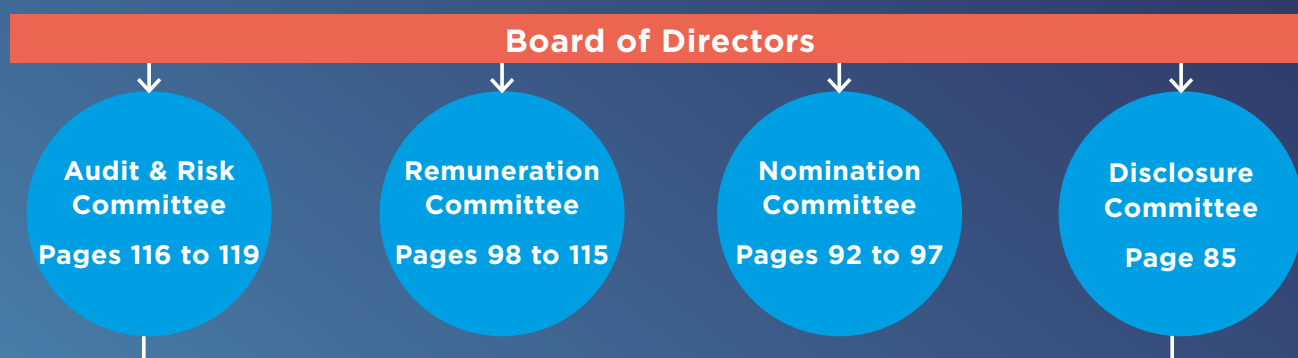 Board of Directors
Audit & Risk
Committee
Pages 116 to 119
Remuneration
Committee
Pages 98 to 115
Nomination
Committee
Pages 92 to 97
Disclosure
Committee
Page 85